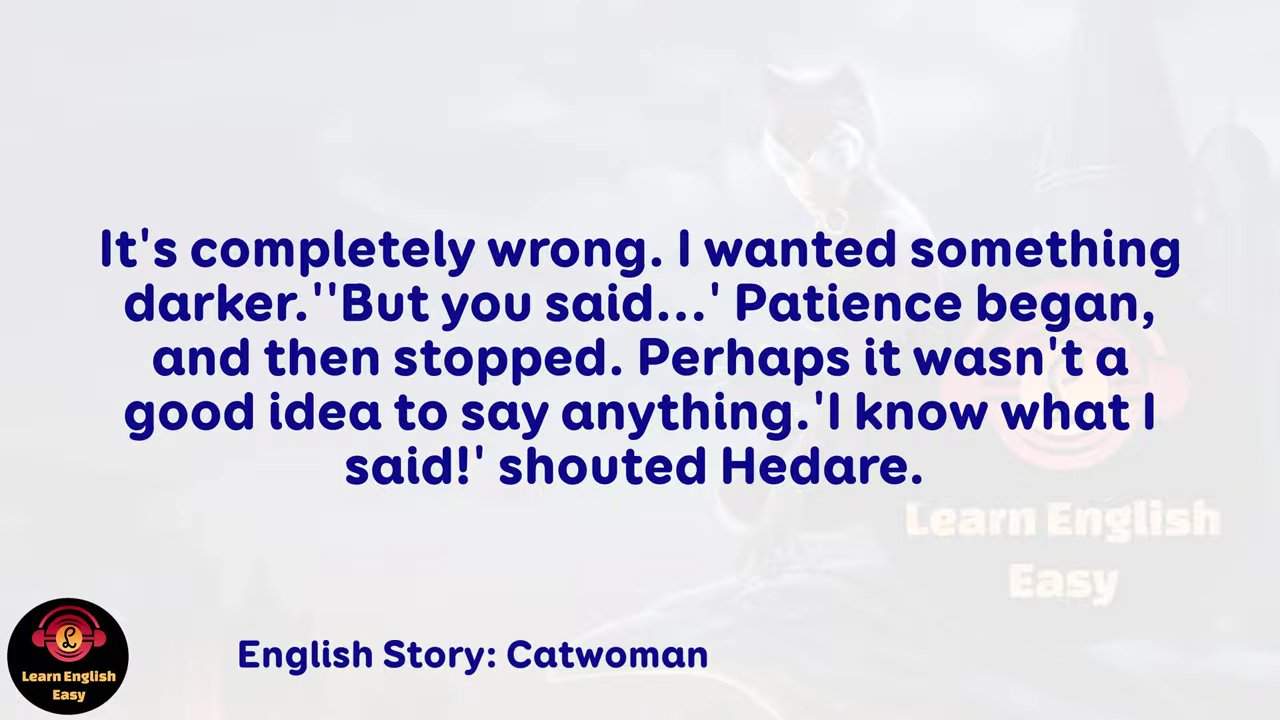 It's completely wrong. I wanted something
darker.''But you said...' Patience began,
and then stopped. Perhaps it wasn't a
good idea to say anything.'I know what I
said!' shouted Hedare.
Learn English
Easy
English Story: Catwoman
Learn English
Easy